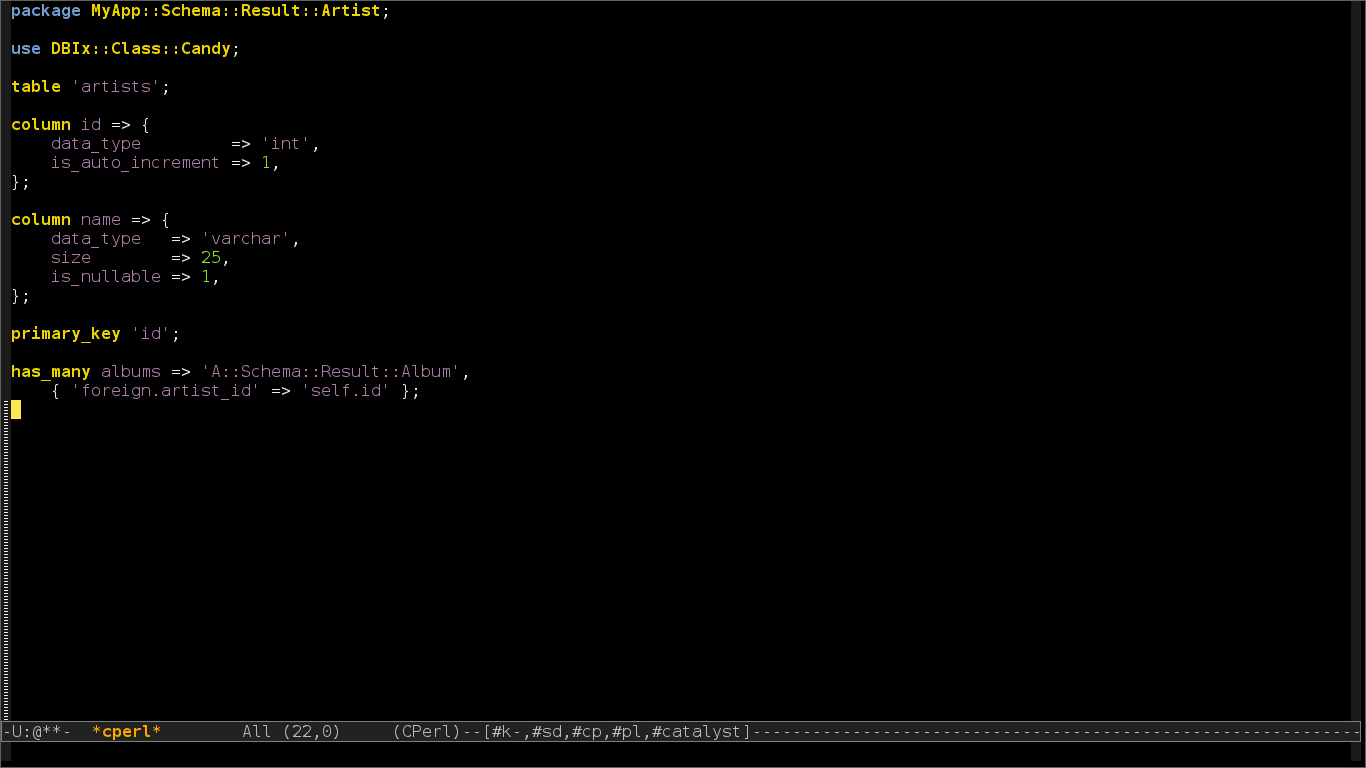 package MyApp::Schema::Result::Artist;
use DBIx::Class::Candy;
table 'artists';
column id => {
    data_type         => 'int',
    is_auto_increment => 1,
};
column name => {
    data_type   => 'varchar',
    size        => 25,
    is_nullable => 1,
};
primary_key 'id';
has_many albums => 'A::Schema::Result::Album',
    { 'foreign.artist_id' => 'self.id' };
-U:@**-  *cperl*        All (22,0)     (CPerl)--[#k-,#sd,#cp,#pl,#catalyst]-------------------------------------------------------------